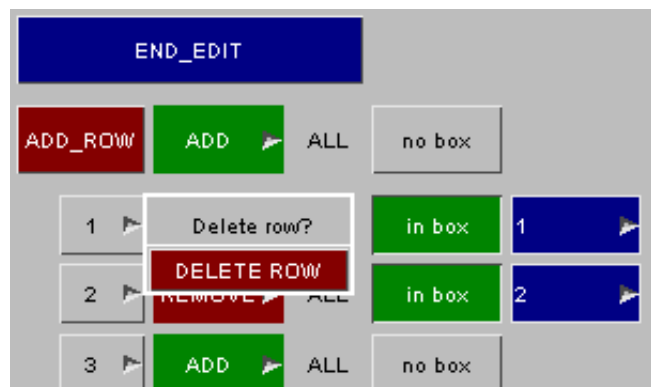 END_EDIT
ADD_ROW ADD ALL no box
1 Delete row? in box 1
DELETE ROW
2 REMOVE ALL in box 2
3 ADD ALL no box